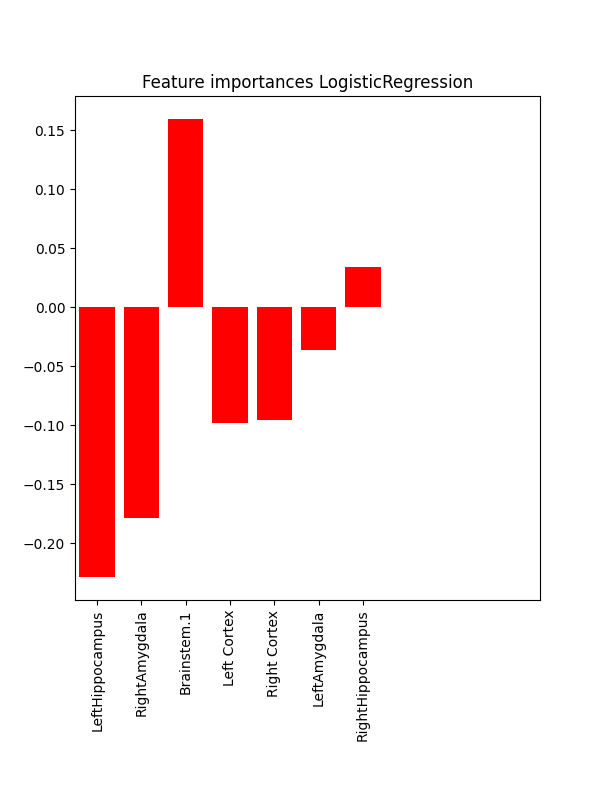 Feature importances LogisticRegression
0.15
0.10
0.05
0.00
−0.05
−0.10
−0.15
−0.20
LeftHippocampus
RightAmygdala
Brainstem.1
Left Cortex
Right Cortex
LeftAmygdala
RightHippocampus